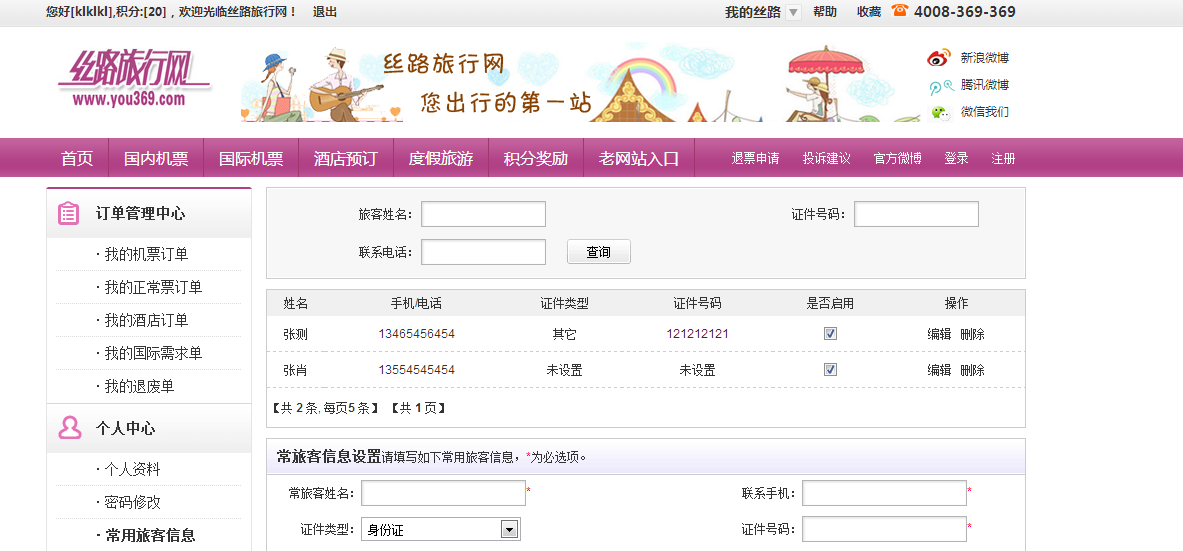 您好[klklkl],积分:[20]，欢迎光临丝路旅行网！ 退出
我的丝路 帮助 收藏 4008-369-369
丝路旅行网
www.you369.com
丝路旅行网
您出行的第一站
新浪微博
腾讯微博
微信我们
首页 国内机票 国际机票 酒店预订 度假旅游 积分奖励 老网站入口 退票申请 投诉建议 官方微博 登录 注册
订单管理中心
· 我的机票订单
· 我的正常票订单
· 我的酒店订单
· 我的国际需求单
· 我的退废单
个人中心
· 个人资料
· 密码修改
· 常用旅客信息
旅客姓名： 证件号码：
联系电话： 查询
姓名 手机/电话 证件类型 证件号码 是否启用 操作
张测 13465456454 其它 121212121 编辑 删除
张肖 13554545454 未设置 未设置 编辑 删除
【共 2 条, 每页5 条】 【共 1 页】
常旅客信息设置请填写如下常用旅客信息，*为必选项。
常旅客姓名： * 联系手机： *
证件类型： 身份证 证件号码： *